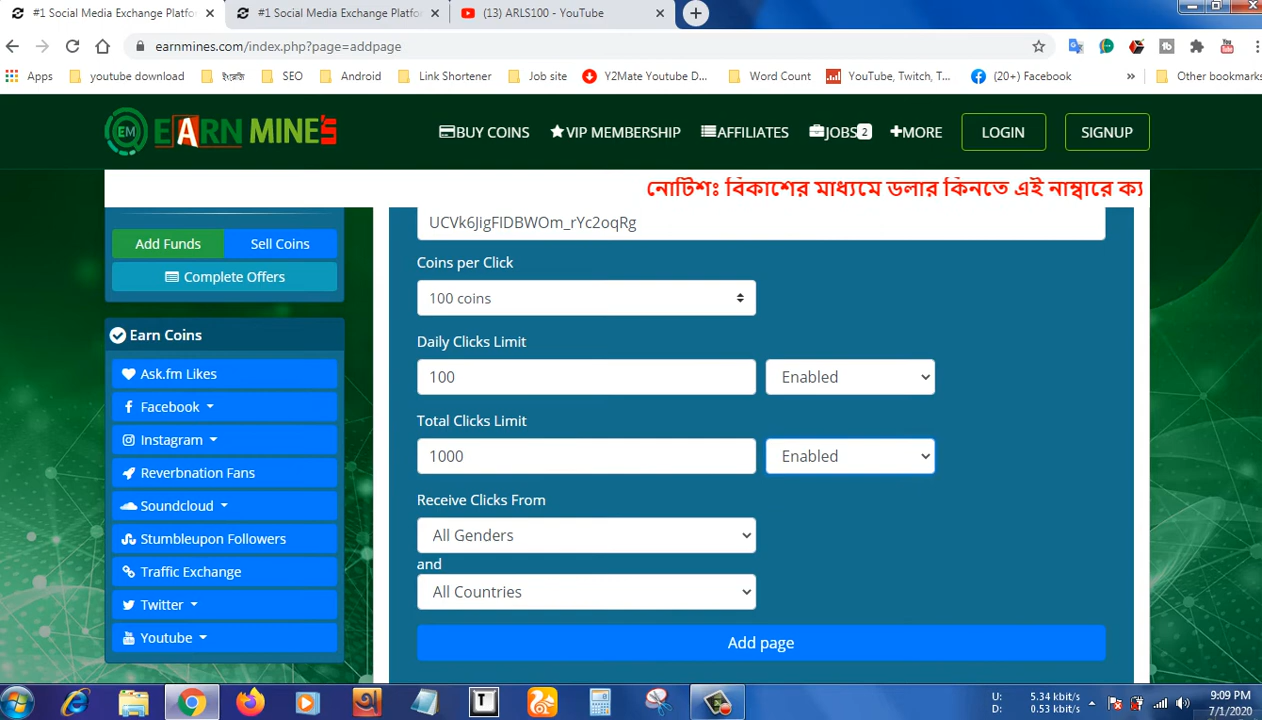 #1 Social Media Exchange Platfo
#1 Social Media Exchange Platfo
(13) ARLS100 - YouTube
earnmines.com/index.php?page=addpage
Apps
youtube download
ইংরেজি
SEO
Android
Link Shortener
Job site
Y2Mate Youtube D...
Word Count
YouTube, Twitch, T...
(20+) Facebook
»
Other bookmarks
EM EARN MINE'S
BUY COINS
VIP MEMBERSHIP
AFFILIATES
JOBS 2
MORE
LOGIN
SIGNUP
নোটিশঃ বিকাশের মাধ্যমে ডলার কিনতে এই নাম্বারে ক্য
Add Funds
Sell Coins
Complete Offers
Earn Coins
Ask.fm Likes
Facebook
Instagram
Reverbnation Fans
Soundcloud
Stumbleupon Followers
Traffic Exchange
Twitter
Youtube
UCVk6JigFIDBWOm_rYc2oqRg
Coins per Click
100 coins
Daily Clicks Limit
100
Enabled
Total Clicks Limit
1000
Enabled
Receive Clicks From
All Genders
and
All Countries
Add page
U: 5.34 kbit/s
D: 0.53 kbit/s
9:09 PM
7/1/2020